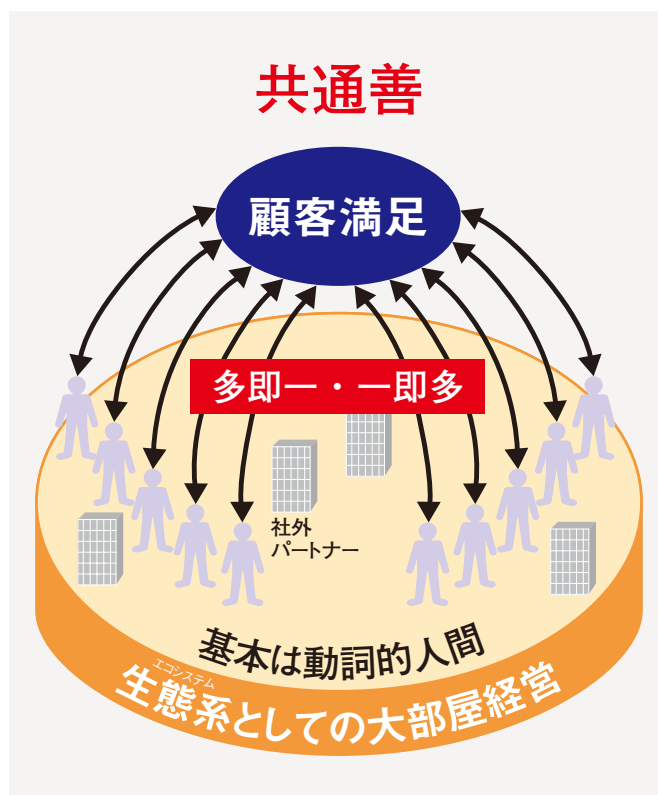 共通善
顧客満足
多即一・一即多
社外
パートナー
基本は動詞的人間
エコシステム
生態系としての大部屋経営